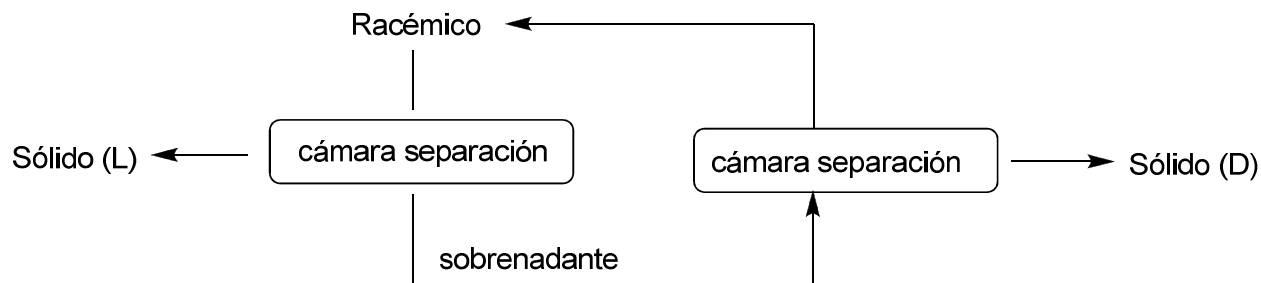 Racémico
Sólido (L)
cámara separación
cámara separación
Sólido (D)
sobrenadante